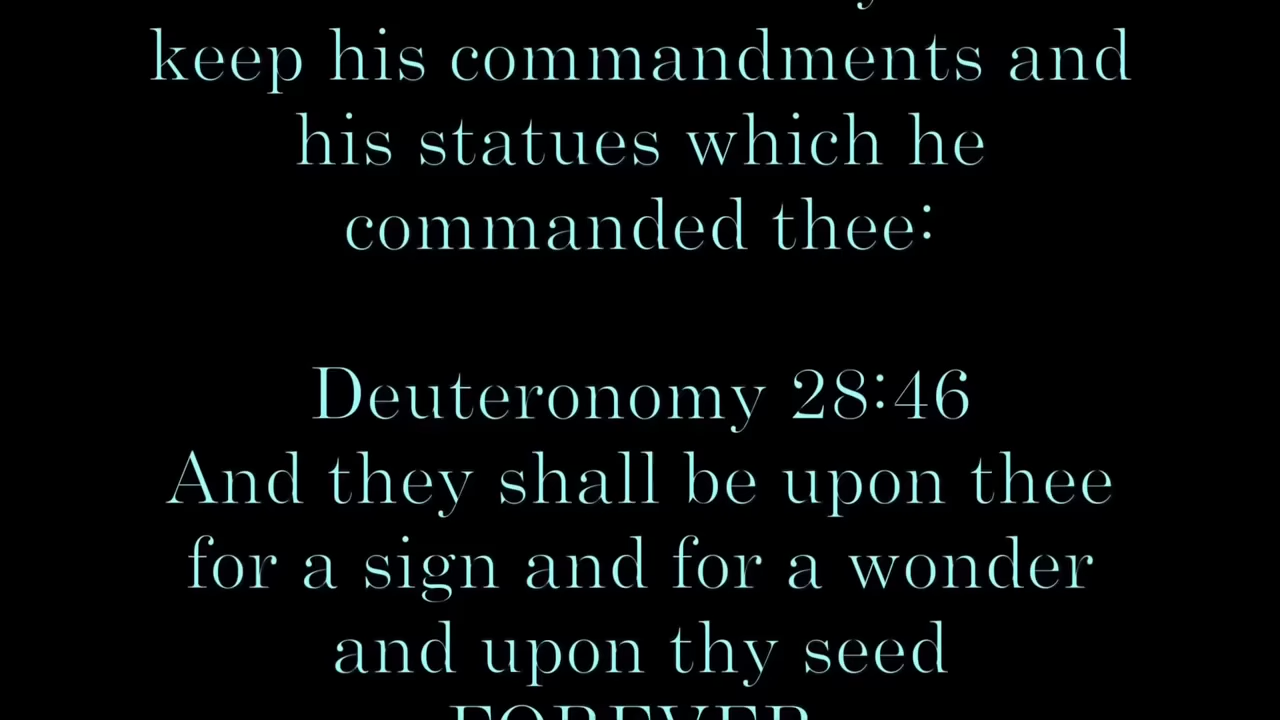 keep his commandments and
his statues which he
commanded thee:
Deuteronomy 28:46
And they shall be upon thee
for a sign and for a wonder
and upon thy seed
FOREVER